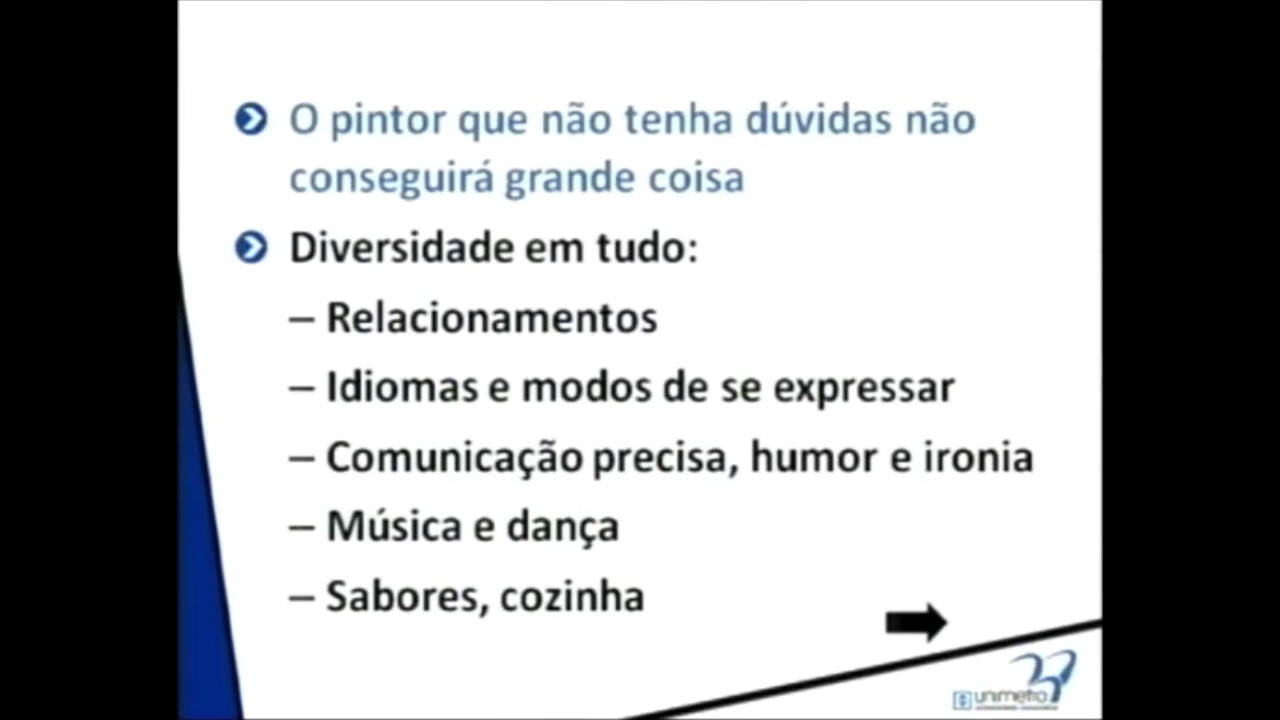 O pintor que não tenha dúvidas não
conseguirá grande coisa
Diversidade em tudo:
– Relacionamentos
– Idiomas e modos de se expressar
– Comunicação precisa, humor e ironia
– Música e dança
– Sabores, cozinha
unimetro